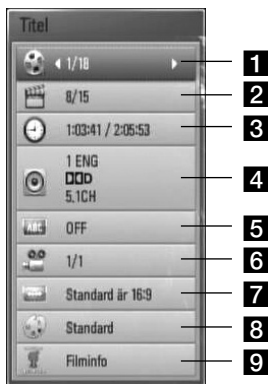 Titel
1/18 1
8/15 2
1:03:41 / 2:05:53 3
1 ENG
DD D 4
5.1CH
ABC OFF 5
1/1 6
Standard är 16:9 7
Standard 8
Filminfo 9